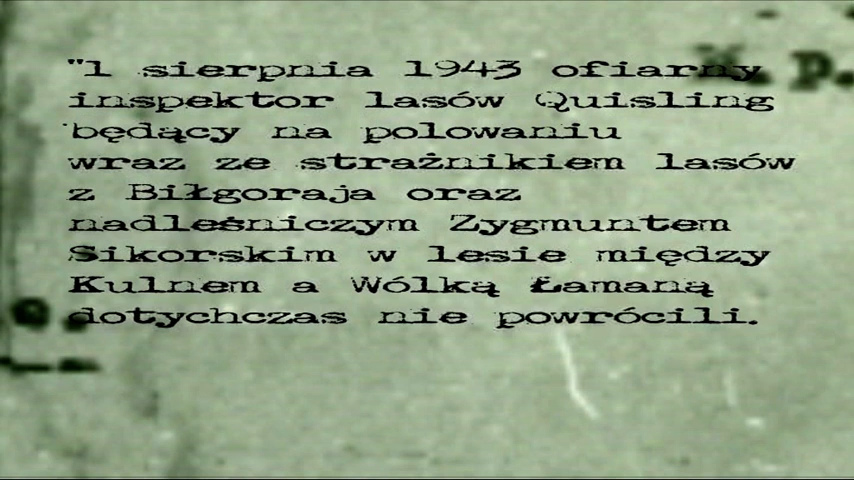 "1 sierpnia 1943 ofiarny
inspektor lasów Quisling
będący na polowaniu
wraz ze strażnikiem lasów
z Biłgoraja oraz
nadleśniczym Zygmuntem
Sikorskim w lesie między
Kulnem a Wólką Łamaną
dotychczas nie powrócili.